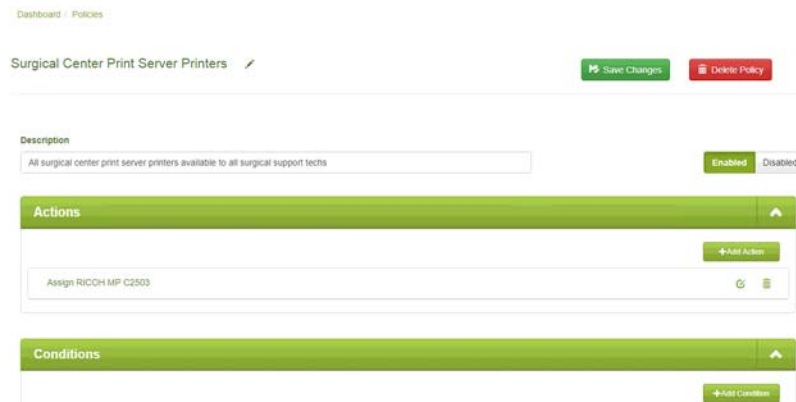 Dashboard / Policies
Surgical Center Print Server Printers
Save Changes
Delete Policy
Description
All surgical center print server printers available to all surgical support techs
Enabled
Disabled
Actions
+Add Action
Assign RICOH MP C2503
Conditions
+Add Condition